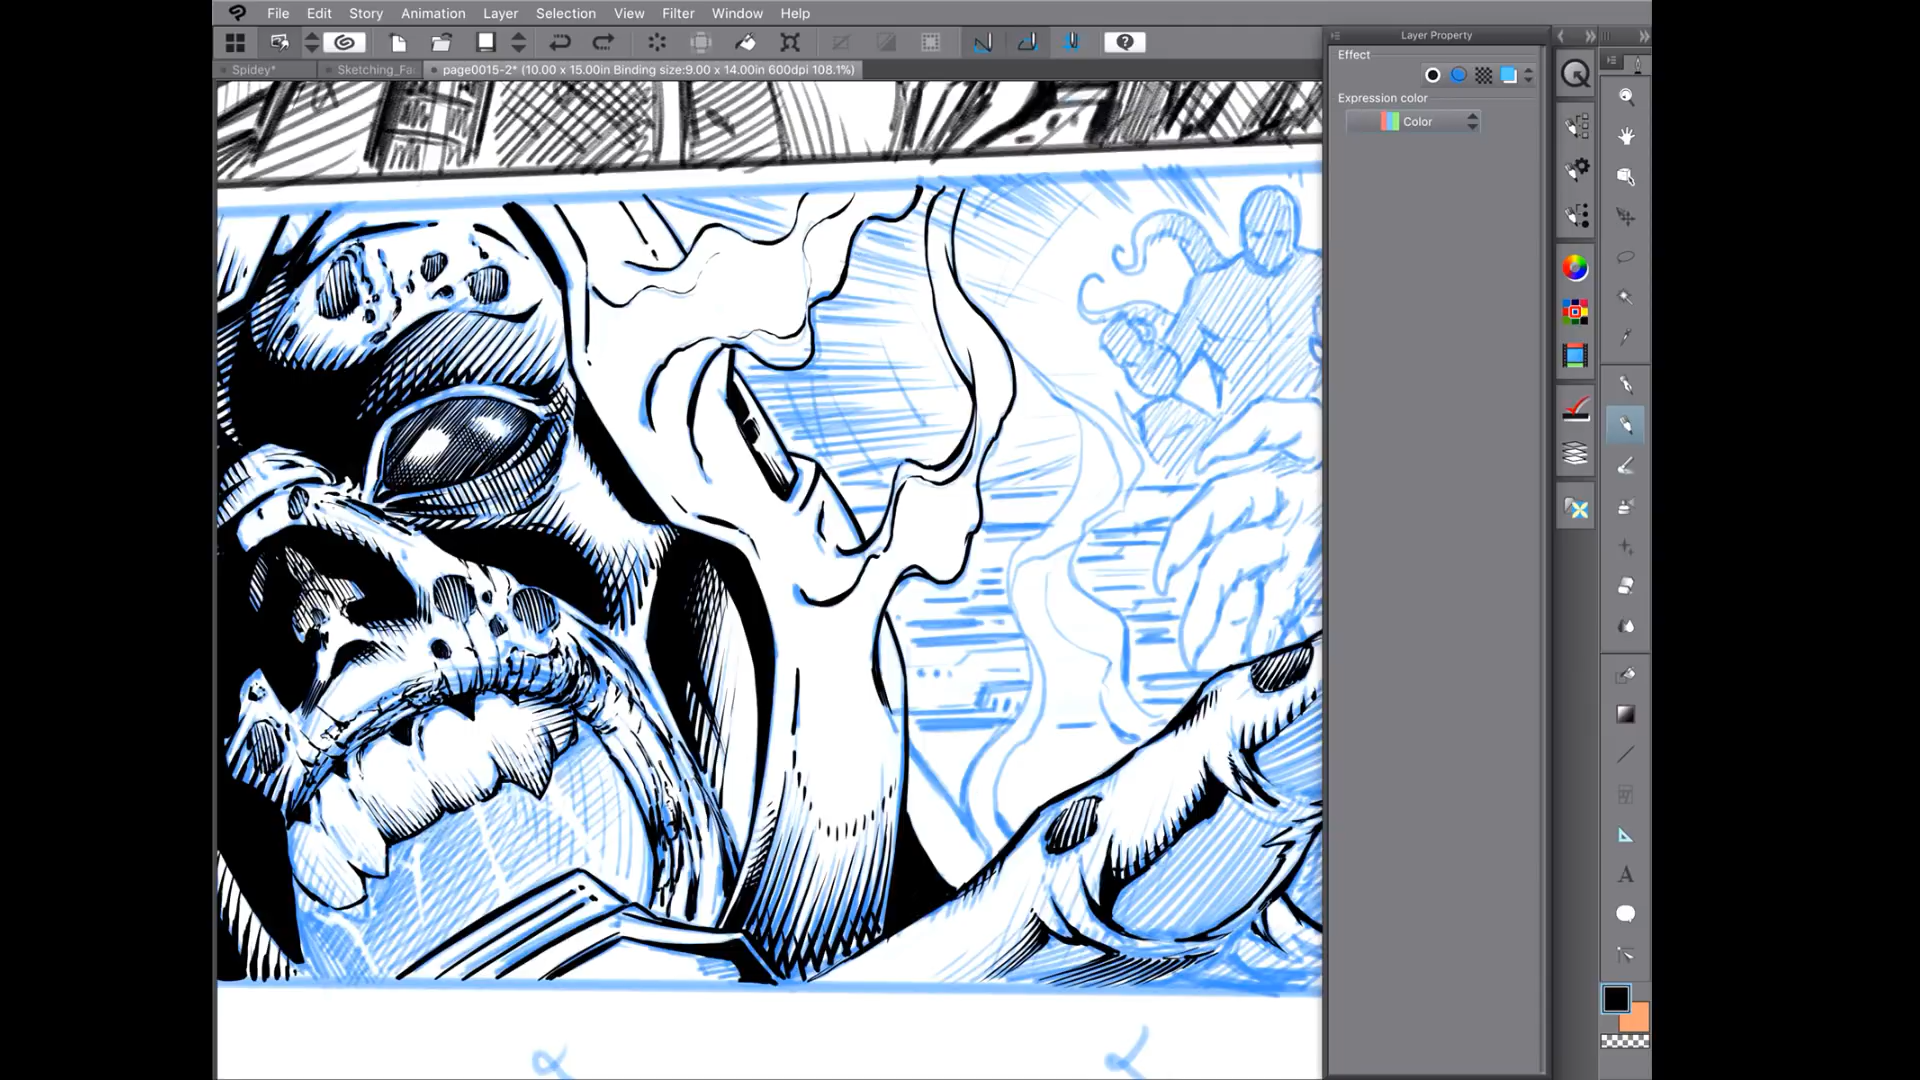 File Edit Story Animation Layer Selection View Filter Window Help
Layer Property
Spidey* Sketching_Fac page0015-2* (10.00 x 15.00in Binding size:9.00 x 14.00in 600dpi 108.1%)
Effect
Expression color
Color